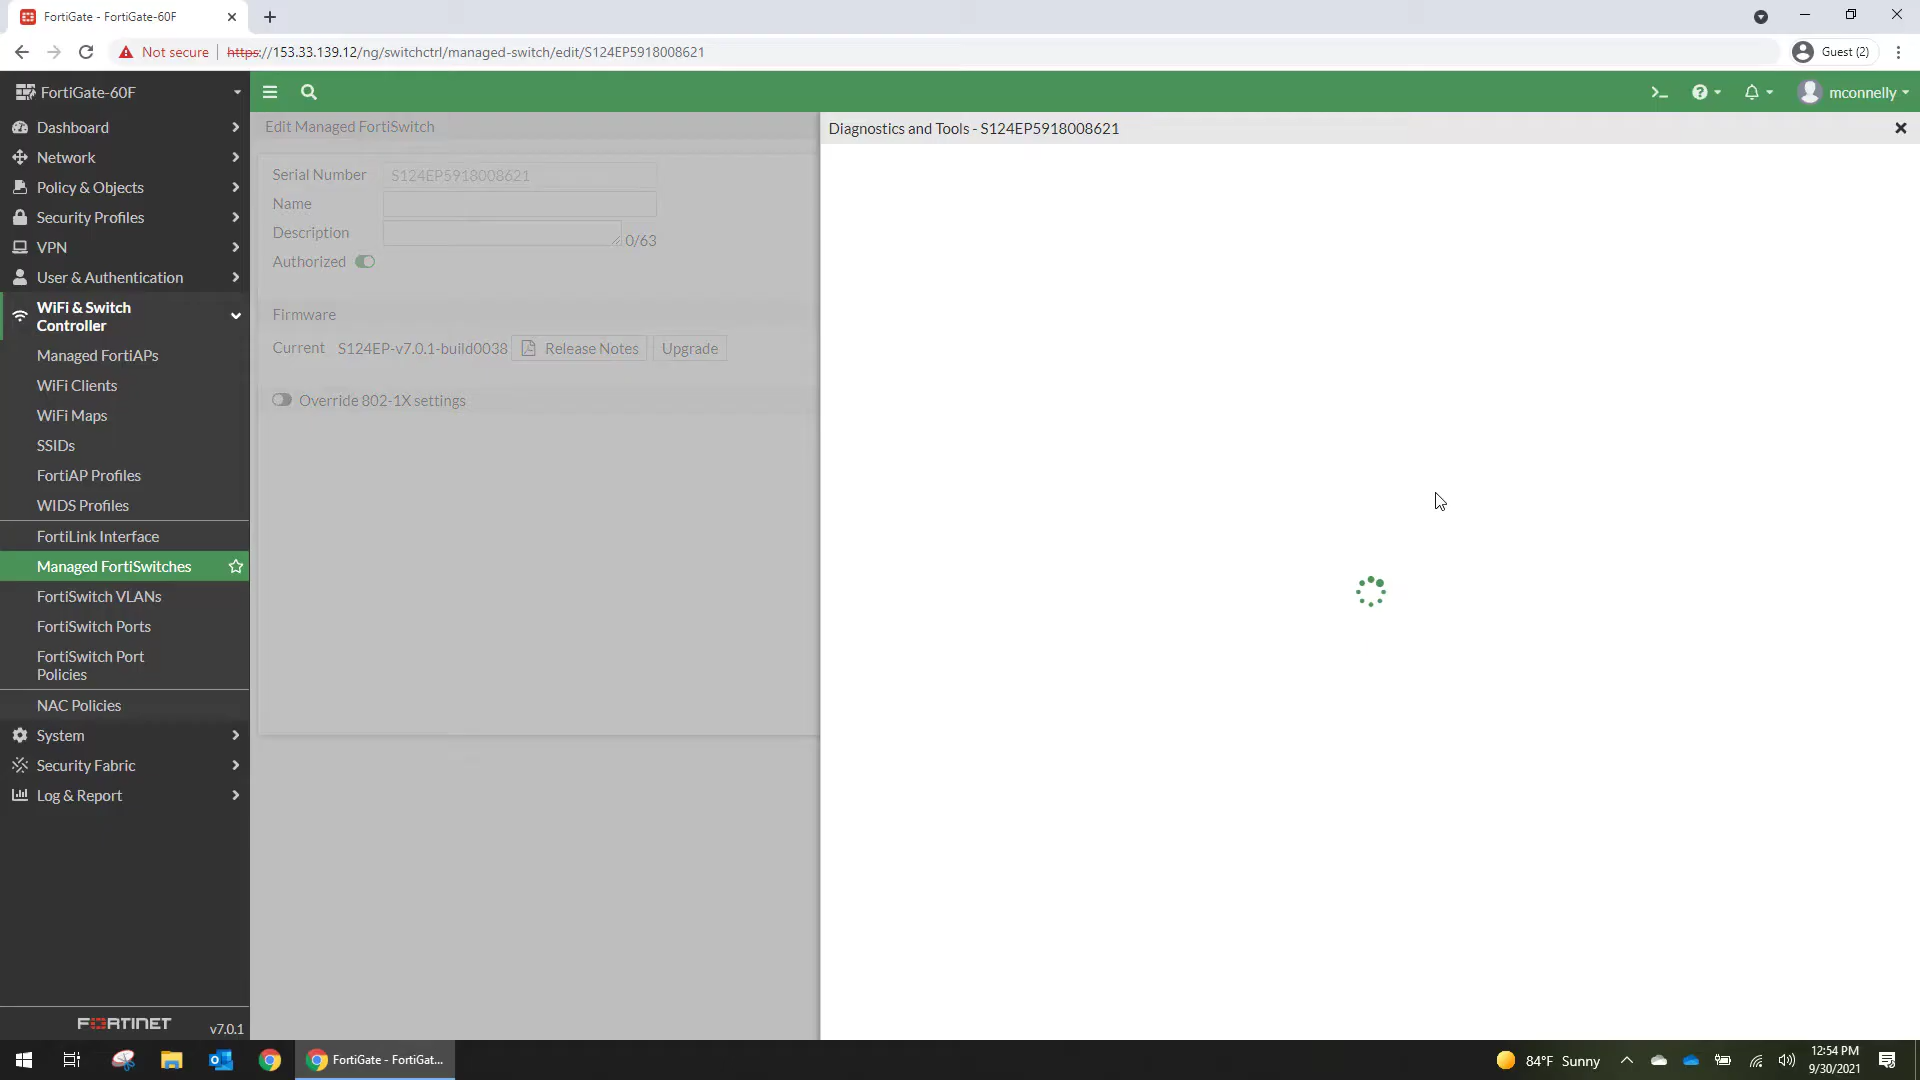 FortiGate - FortiGate-60F
Not secure https://153.33.139.12/ng/switchctrl/managed-switch/edit/S124EP5918008621
Guest (2)
FortiGate-60F
mconnelly
Dashboard
Network
Policy & Objects
Security Profiles
VPN
User & Authentication
WiFi & Switch
Controller
Managed FortiAPs
WiFi Clients
WiFi Maps
SSIDs
FortiAP Profiles
WIDS Profiles
FortiLink Interface
Managed FortiSwitches
FortiSwitch VLANs
FortiSwitch Ports
FortiSwitch Port
Policies
NAC Policies
System
Security Fabric
Log & Report
FORTINET
v7.0.1
Edit Managed FortiSwitch
Serial Number S124EP5918008621
Name
Description 0/63
Authorized
Firmware
Current S124EP-v7.0.1-build0038 Release Notes Upgrade
Override 802-1X settings
Diagnostics and Tools - S124EP5918008621
FortiGate - FortiGat...
84°F Sunny
12:54 PM
9/30/2021